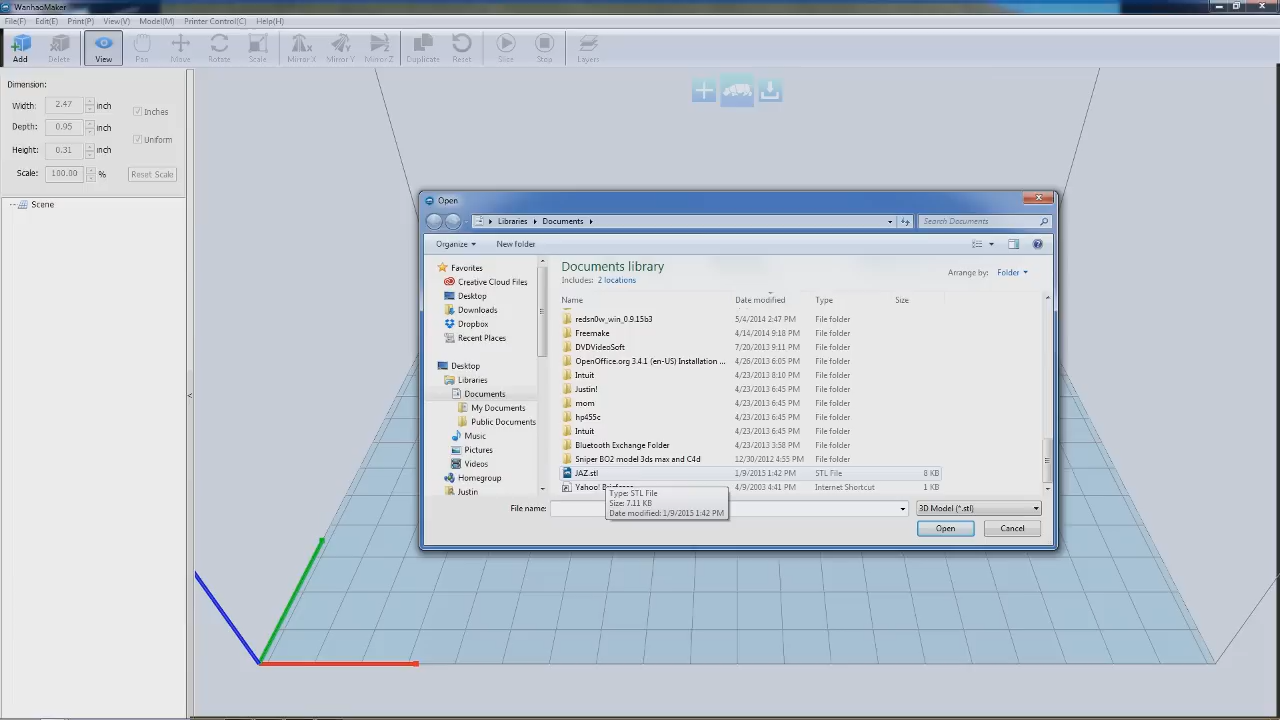 WanhaoMaker
File(F) Edit(E) Print(P) View(V) Model(M) Printer Control(C) Help(H)
Add Delete View Pan Move Rotate Scale Mirror X Mirror Y Mirror Z Duplicate Reset Slice Stop Layers
Dimension:
Width: 2.47 inch Inches
Depth: 0.95 inch
Uniform
Height: 0.31 inch
Scale: 100.00 % Reset Scale
Scene
Open
Libraries Documents Search Documents
Organize New folder
Favorites
Creative Cloud Files
Desktop
Downloads
Dropbox
Recent Places
Desktop
Libraries
Documents
My Documents
Public Documents
Music
Pictures
Videos
Homegroup
Justin
Documents library
Includes: 2 locations
Arrange by: Folder
Name Date modified Type Size
redsn0w_win_0.9.15b3 5/4/2014 2:47 PM File folder
Freemake 4/14/2014 9:18 PM File folder
DVDVideoSoft 7/20/2013 9:11 PM File folder
OpenOffice.org 3.4.1 (en-US) Installation ... 4/26/2013 6:05 PM File folder
Intuit 4/23/2013 8:10 PM File folder
Justin! 4/23/2013 6:45 PM File folder
mom 4/23/2013 6:45 PM File folder
hp455c 4/23/2013 6:45 PM File folder
Intuit 4/23/2013 6:45 PM File folder
Bluetooth Exchange Folder 4/23/2013 3:58 PM File folder
Sniper BO2 model 3ds max and C4d 12/30/2012 4:55 PM File folder
JAZ.stl 1/9/2015 1:42 PM STL File 8 KB
Yahoo! 4/9/2003 4:41 PM Internet Shortcut 1 KB
Type: STL File
Size: 7.11 KB
Date modified: 1/9/2015 1:42 PM
File name: 3D Model (*.stl)
Open Cancel